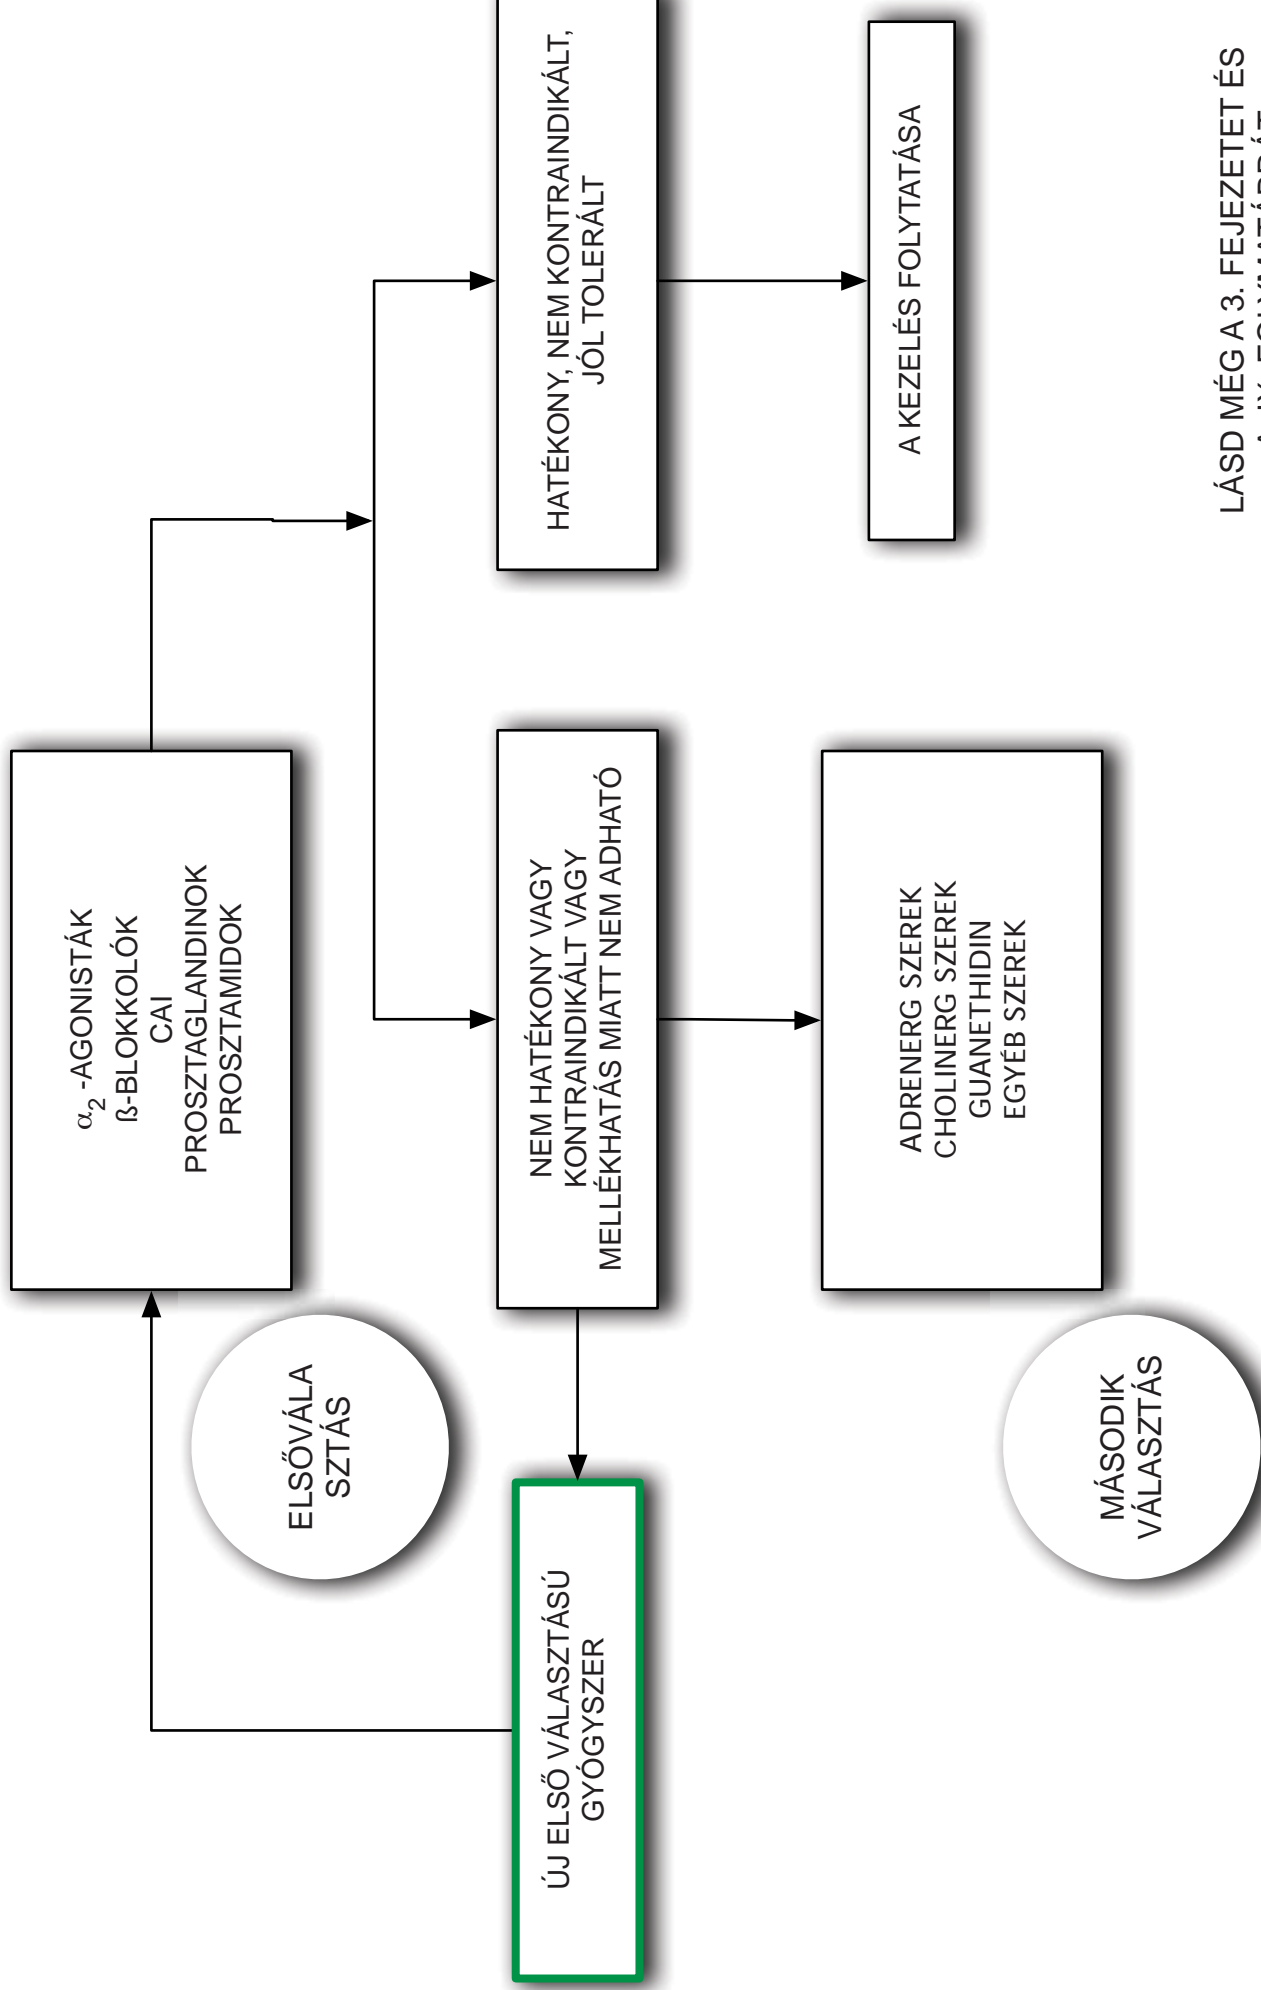 α₂ -AGONISTÁK
ß-BLOKKOLÓK
CAI
PROSZTAGLANDINOK
PROSZTAMIDOK
ELSŐVÁLA
SZTÁS
ÚJ ELSŐ VÁLASZTÁSÚ
GYÓGYSZER
NEM HATÉKONY VAGY
KONTRAINDIKÁLT VAGY
MELLÉKHATÁS MIATT NEM ADHATÓ
HATÉKONY, NEM KONTRAINDIKÁLT,
JÓL TOLERÁLT
ADRENERG SZEREK
CHOLINERG SZEREK
GUANETHIDIN
EGYÉB SZEREK
A KEZELÉS FOLYTATÁSA
MÁSODIK
VÁLASZTÁS
LÁSD MÉG A 3. FEJEZETET ÉS